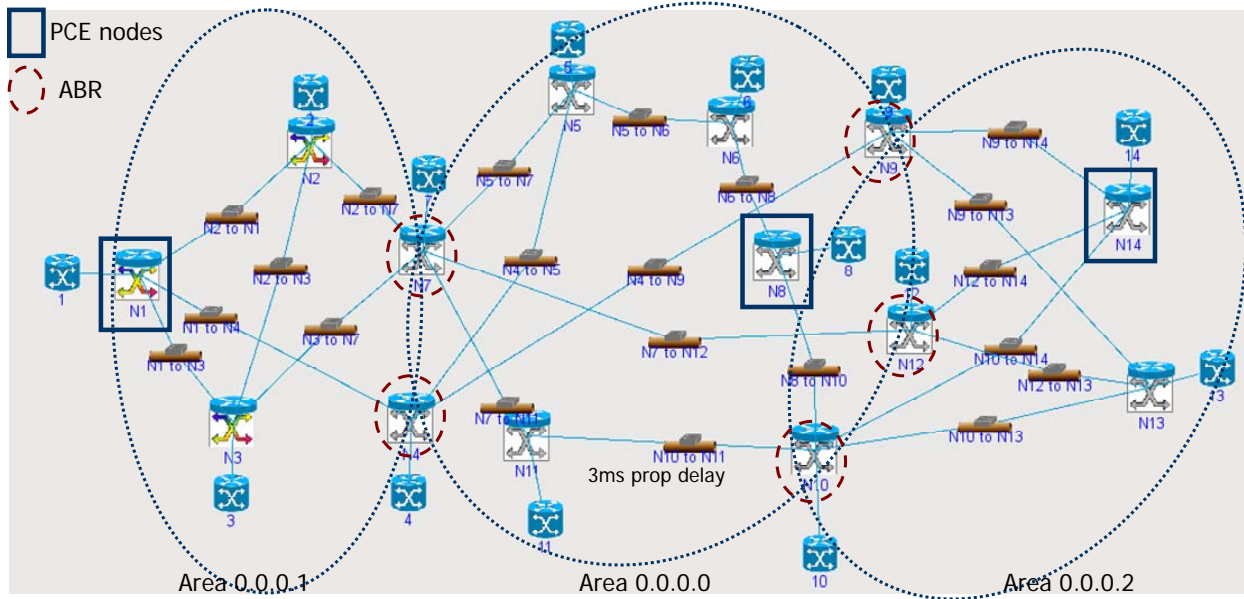 PCE nodes
ABR
5
6
2
9
14
N5
N5 to N6
N6
N9
N9 to N14
N2
N5 to N7
N6 to N8
7
N2 to N7
N9 to N13
N2 to N1
N14
N4 to N5
8
N2 to N3
N4 to N9
12
N12 to N14
1
N7
N8
N1
N1 to N4
N3 to N7
N7 to N12
N10 to N14
N1 to N3
N12
N8 to N10
N12 to N13
13
N7 to N11
N13
N10 to N13
N3
N4
N11
N10 to N11
3ms prop delay
N10
3
4
11
10
Area 0.0.0.1
Area 0.0.0.0
Area 0.0.0.2